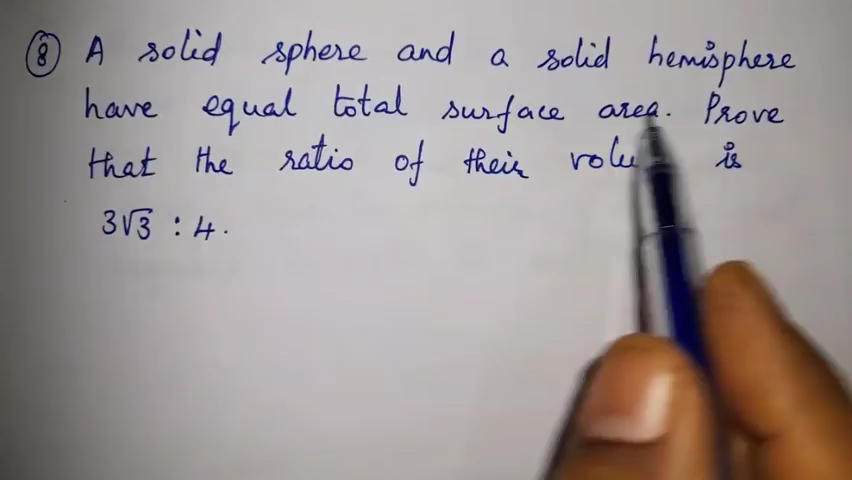 ⑧ A solid sphere and a solid hemisphere
have equal total surface area. Prove
that the ratio of their is
3√3 : 4.